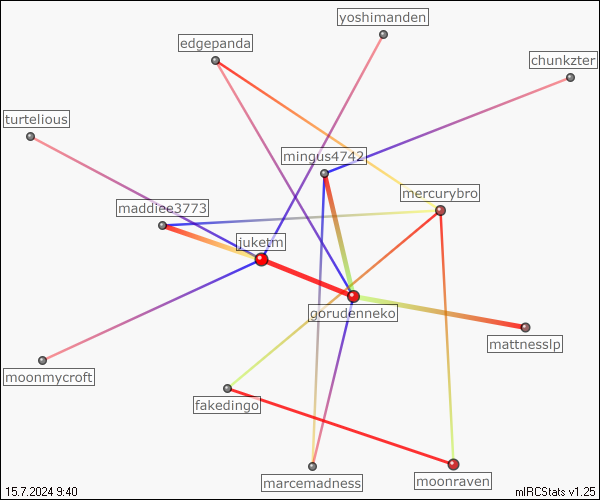 yoshimanden
edgepanda
chunkzter
turtelious
mingus4742
mercurybro
maddiee3773
juketm
gorudenneko
mattnesslp
moonmycroft
fakedingo
marcemadness
moonraven
15.7.2024 9:40
mIRCStats v1.25